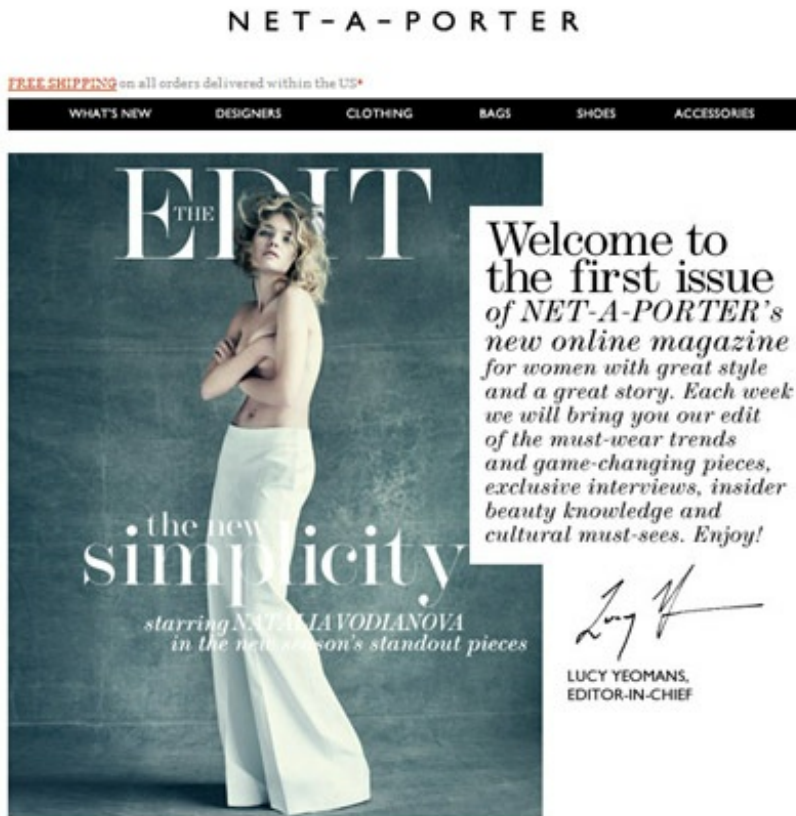 NET-A-PORTER
FREE SHIPPING on all orders delivered within the US*
WHAT'S NEW DESIGNERS CLOTHING BAGS SHOES ACCESSORIES
THE EDIT
Welcome to
the first issue
of NET-A-PORTER's
new online magazine
for women with great style
and a great story. Each week
we will bring you our edit
of the must-wear trends
and game-changing pieces,
exclusive interviews, insider
beauty knowledge and
cultural must-sees. Enjoy!
the new
simplicity
starring NATALIA VODIANOVA
in the new season's standout pieces
Lucy Y
LUCY YEOMANS,
EDITOR-IN-CHIEF